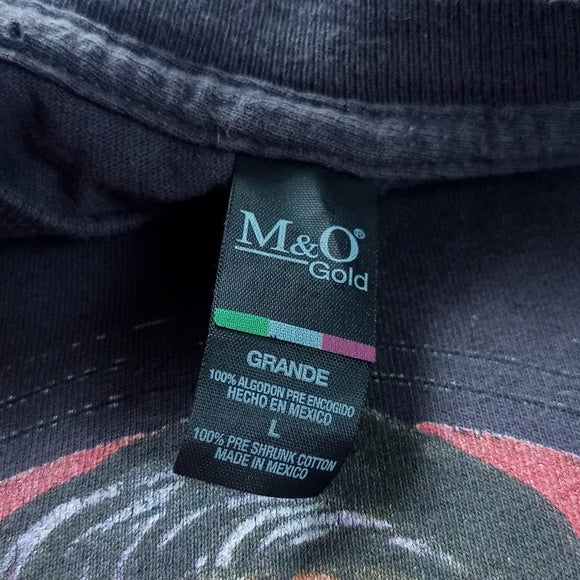 M&O®
Gold
GRANDE
100% ALGODON PRE ENCOGIDO
HECHO EN MEXICO
L
100% PRE SHRUNK COTTON
MADE IN MEXICO